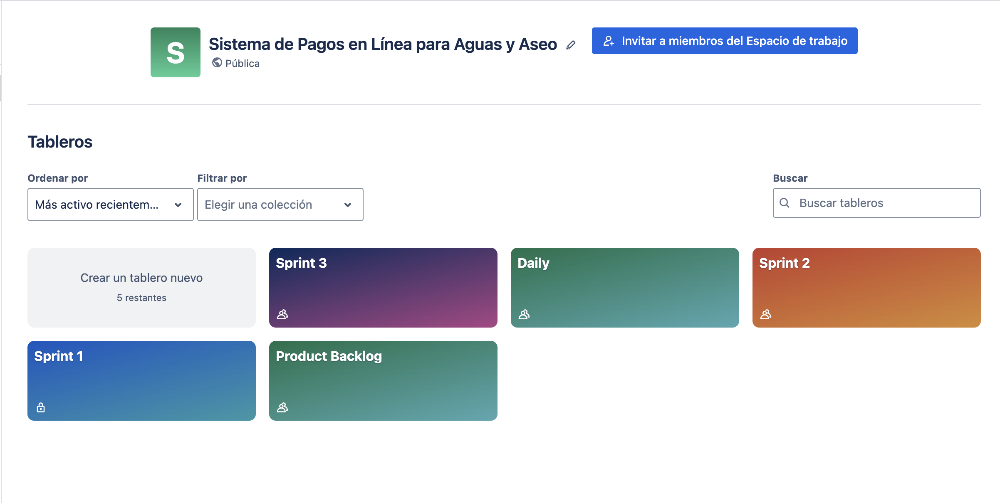 S
Sistema de Pagos en Línea para Aguas y Aseo
Pública
Invitar a miembros del Espacio de trabajo
Tableros
Ordenar por
Más activo recientem...
Filtrar por
Elegir una colección
Buscar
Buscar tableros
Crear un tablero nuevo
5 restantes
Sprint 3
Daily
Sprint 2
Sprint 1
Product Backlog